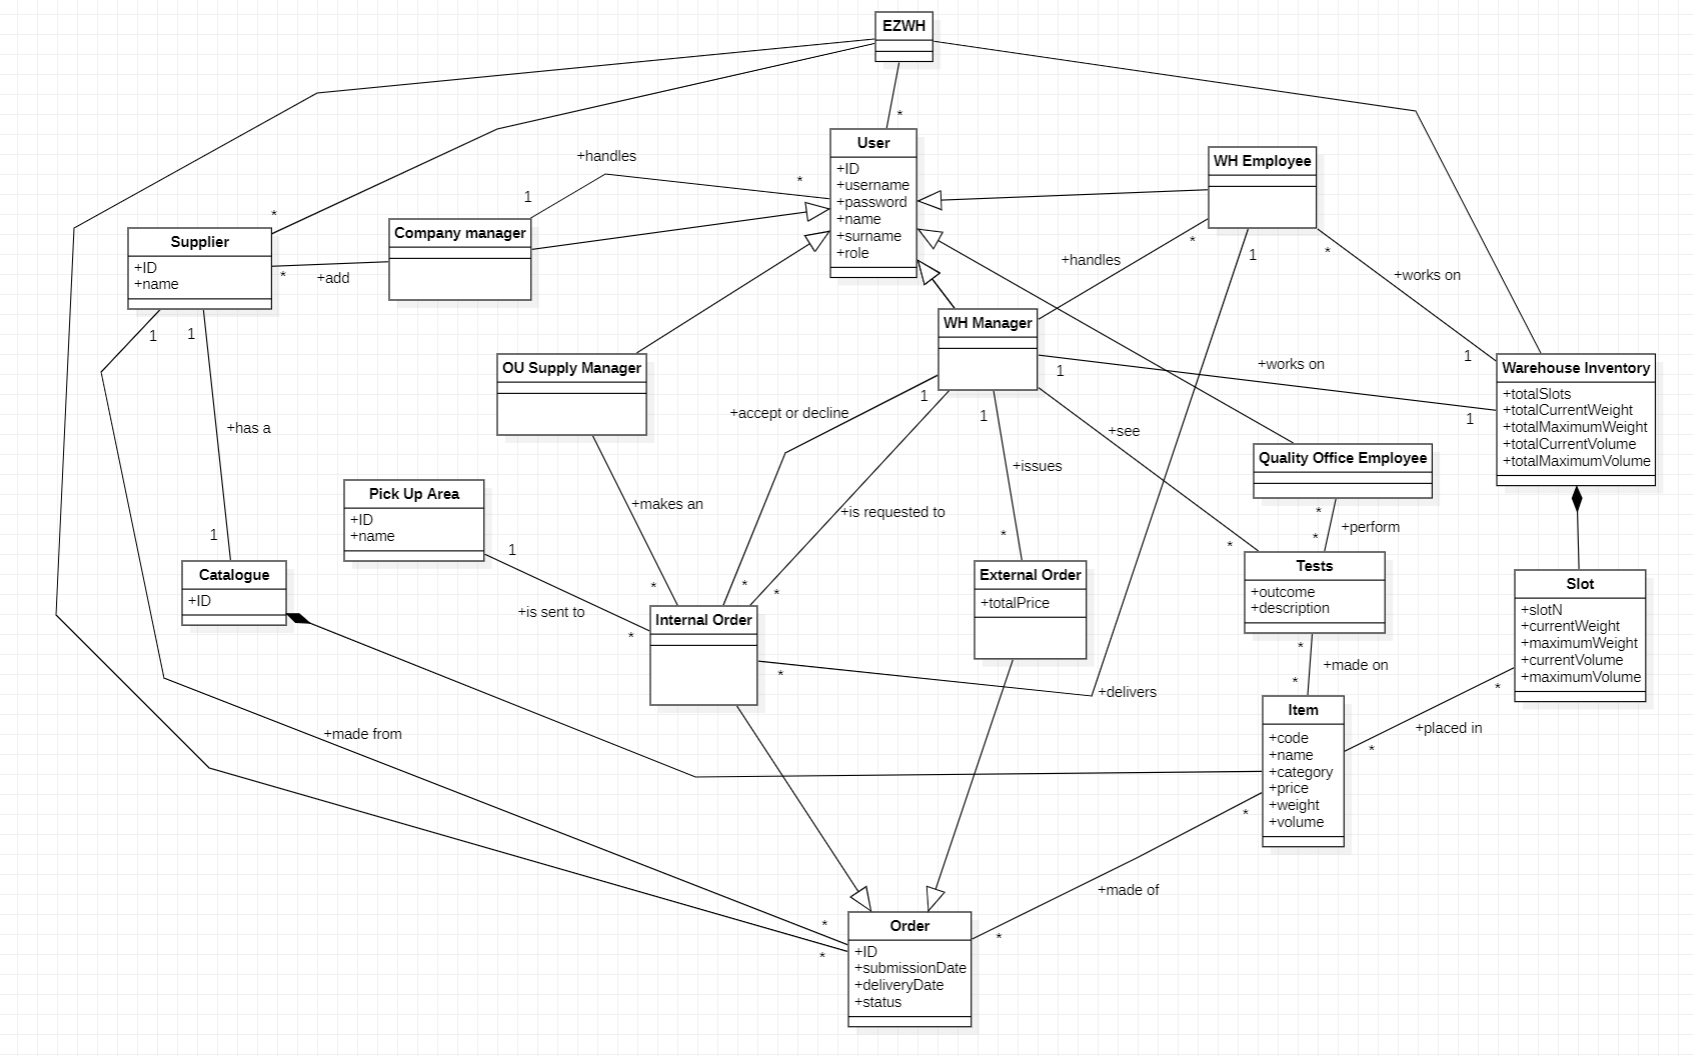 EZWH
*
User
+ID
+username
+password
+name
+surname
+role
+handles
*
1
WH Employee
*
1
*
+handles
+works on
*
Supplier
+ID
+name
*
+add
Company manager
1
1
WH Manager
1
1
1
+works on
1
1
Warehouse Inventory
+totalSlots
+totalCurrentWeight
+totalMaximumWeight
+totalCurrentVolume
+totalMaximumVolume
OU Supply Manager
+accept or decline
+has a
+see
+issues
Quality Office Employee
*
+perform
*
Pick Up Area
+ID
+name
1
+makes an
+is requested to
*
*
1
Catalogue
+ID
+is sent to
*
*
*
*
Internal Order
*
External Order
+totalPrice
Tests
+outcome
+description
*
+made on
*
Slot
+slotN
+currentWeight
+maximumWeight
+currentVolume
+maximumVolume
*
+delivers
Item
+code
+name
+category
+price
+weight
+volume
+placed in
*
*
+made from
+made of
*
*
*
Order
+ID
+submissionDate
+deliveryDate
+status
*